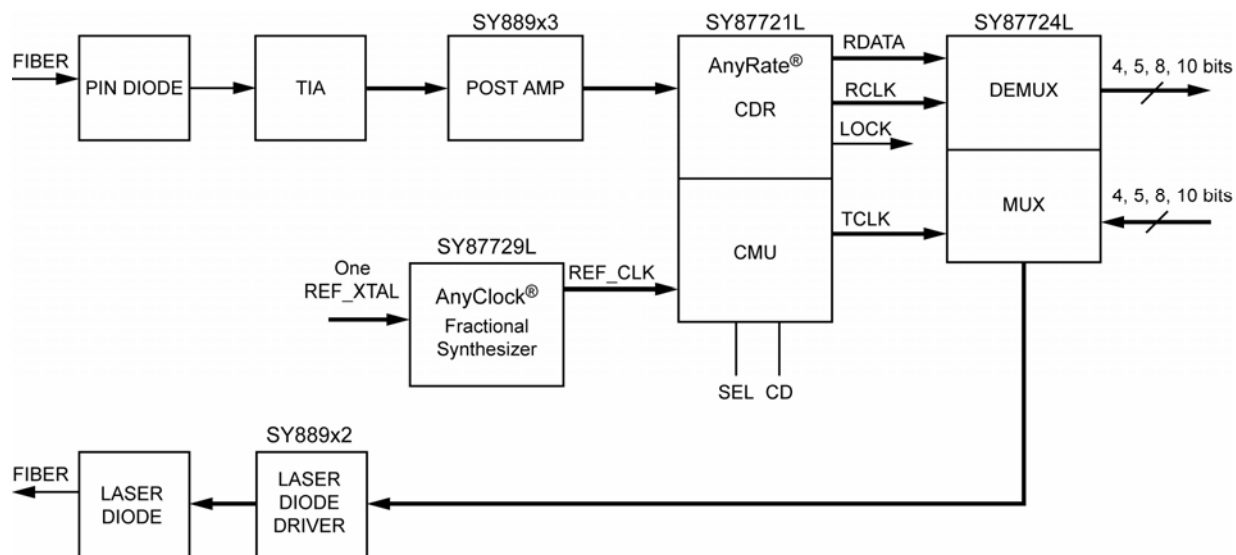 SY889x3
SY87721L
SY87724L
FIBER
PIN DIODE
TIA
POST AMP
AnyRate®
CDR
RDATA
RCLK
LOCK
DEMUX
4, 5, 8, 10 bits
SY87729L
One
REF_XTAL
AnyClock®
Fractional
Synthesizer
REF_CLK
CMU
TCLK
MUX
4, 5, 8, 10 bits
SEL CD
SY889x2
FIBER
LASER
DIODE
LASER
DIODE
DRIVER